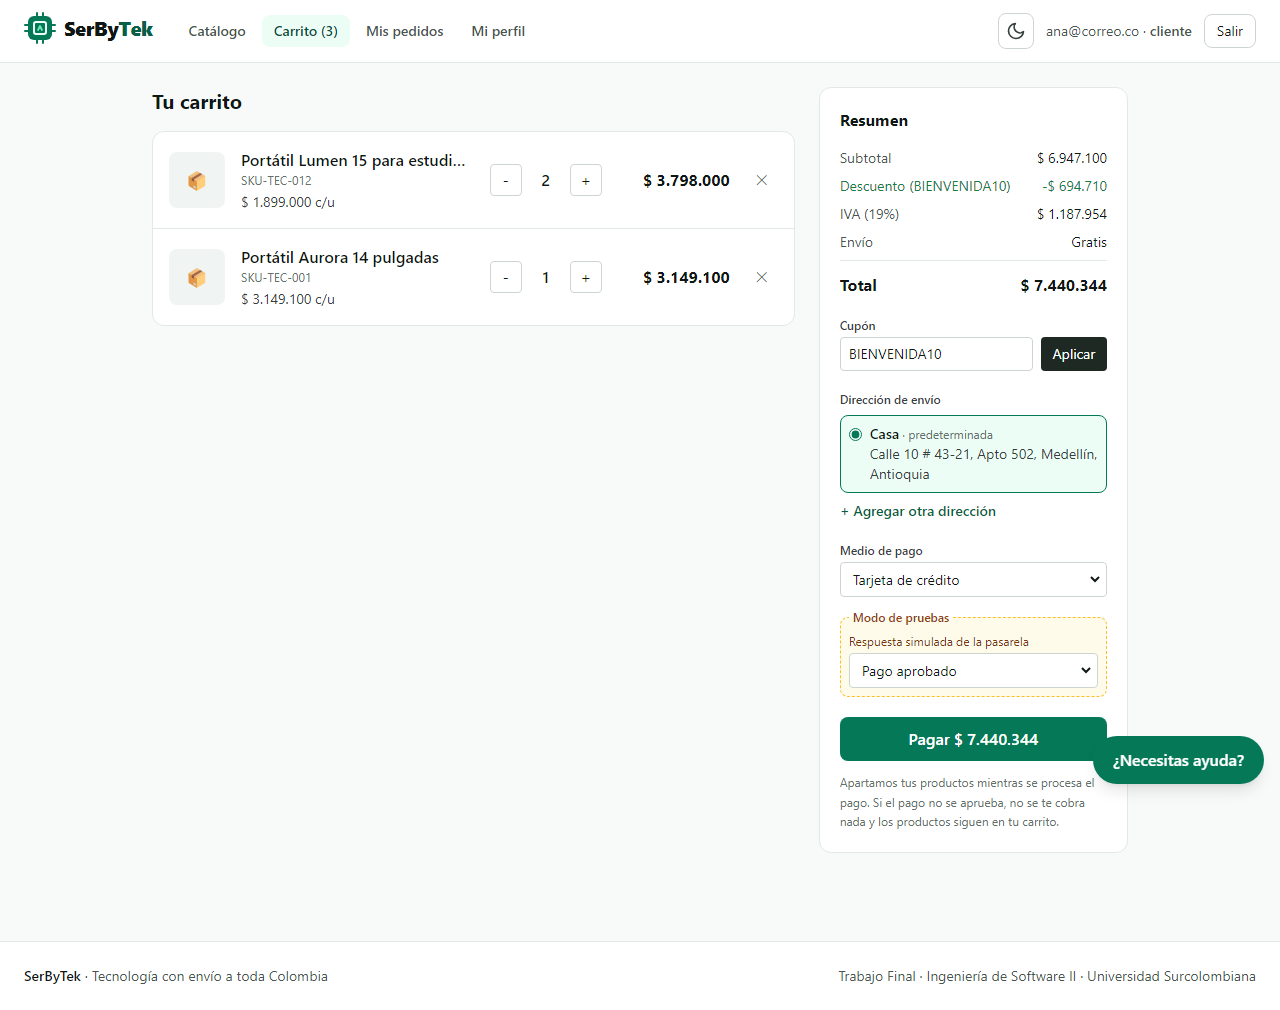 SerByTek
Catálogo
Carrito (3)
Mis pedidos
Mi perfil
ana@correo.co · cliente
Salir
Tu carrito
Portátil Lumen 15 para estudi...
SKU-TEC-012
$ 1.899.000 c/u
-
2
+
$ 3.798.000
Portátil Aurora 14 pulgadas
SKU-TEC-001
$ 3.149.100 c/u
-
1
+
$ 3.149.100
Resumen
Subtotal $ 6.947.100
Descuento (BIENVENIDA10) -$ 694.710
IVA (19%) $ 1.187.954
Envío Gratis
Total $ 7.440.344
Cupón
BIENVENIDA10
Aplicar
Dirección de envío
Casa · predeterminada
Calle 10 # 43-21, Apto 502, Medellín,
Antioquia
+ Agregar otra dirección
Medio de pago
Tarjeta de crédito
Modo de pruebas
Respuesta simulada de la pasarela
Pago aprobado
Pagar $ 7.440.344
¿Necesitas ayuda?
Apartamos tus productos mientras se procesa el
pago. Si el pago no se aprueba, no se te cobra
nada y los productos siguen en tu carrito.
SerByTek · Tecnología con envío a toda Colombia
Trabajo Final · Ingeniería de Software II · Universidad Surcolombiana